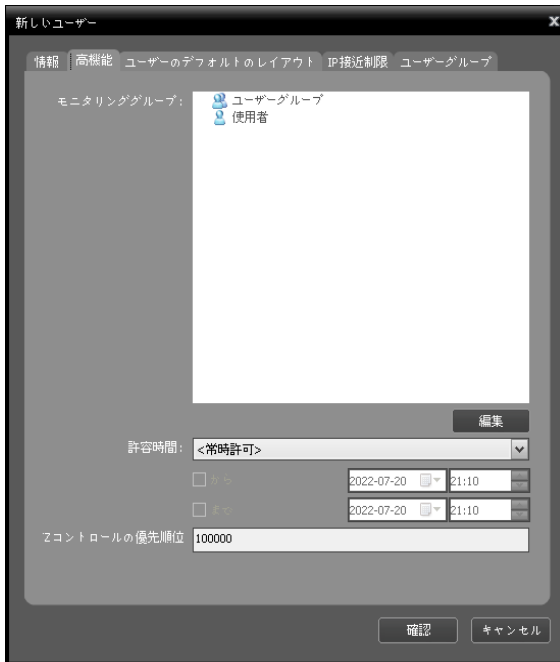 新しいユーザー
情報 高機能 ユーザーのデフォルトのレイアウト IP接近制限 ユーザーグループ
モニタリンググループ:
ユーザーグループ
使用者
編集
許容時間: <常時許可>
から 2022-07-20 21:10
まで 2022-07-20 21:10
Zコントロールの優先順位 100000
確認 キャンセル